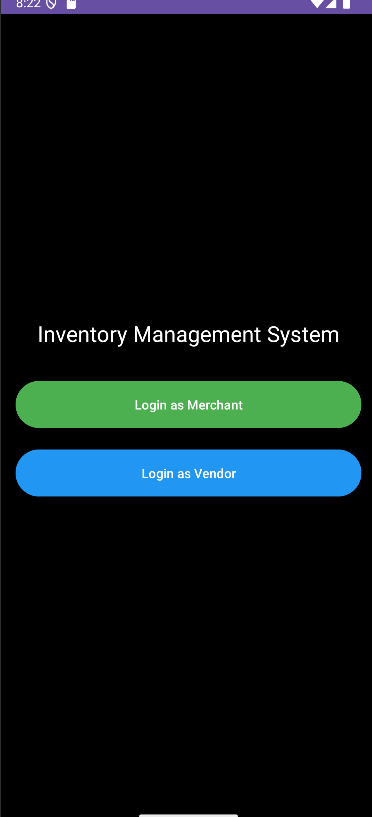 8:22
Inventory Management System
Login as Merchant
Login as Vendor